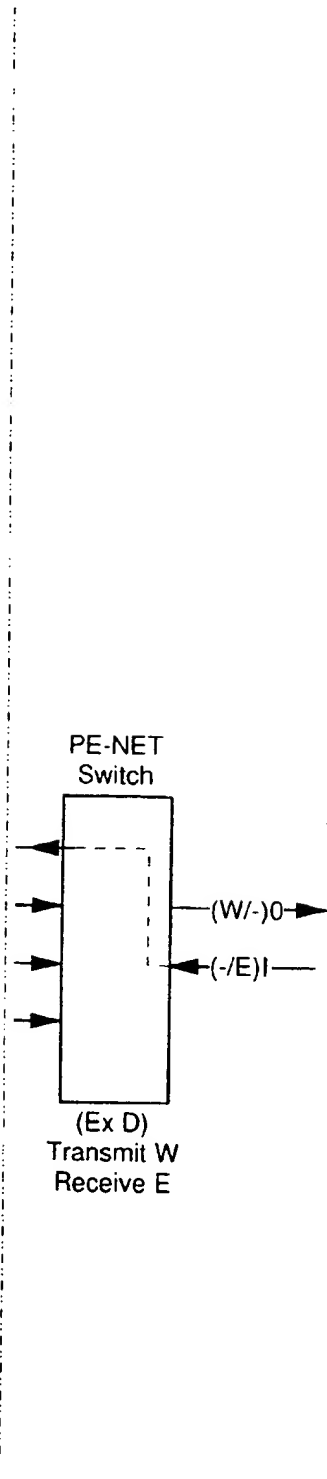 PE-NET
Switch
(W/-)0
(-/E)I
(Ex D)
Transmit W
Receive E